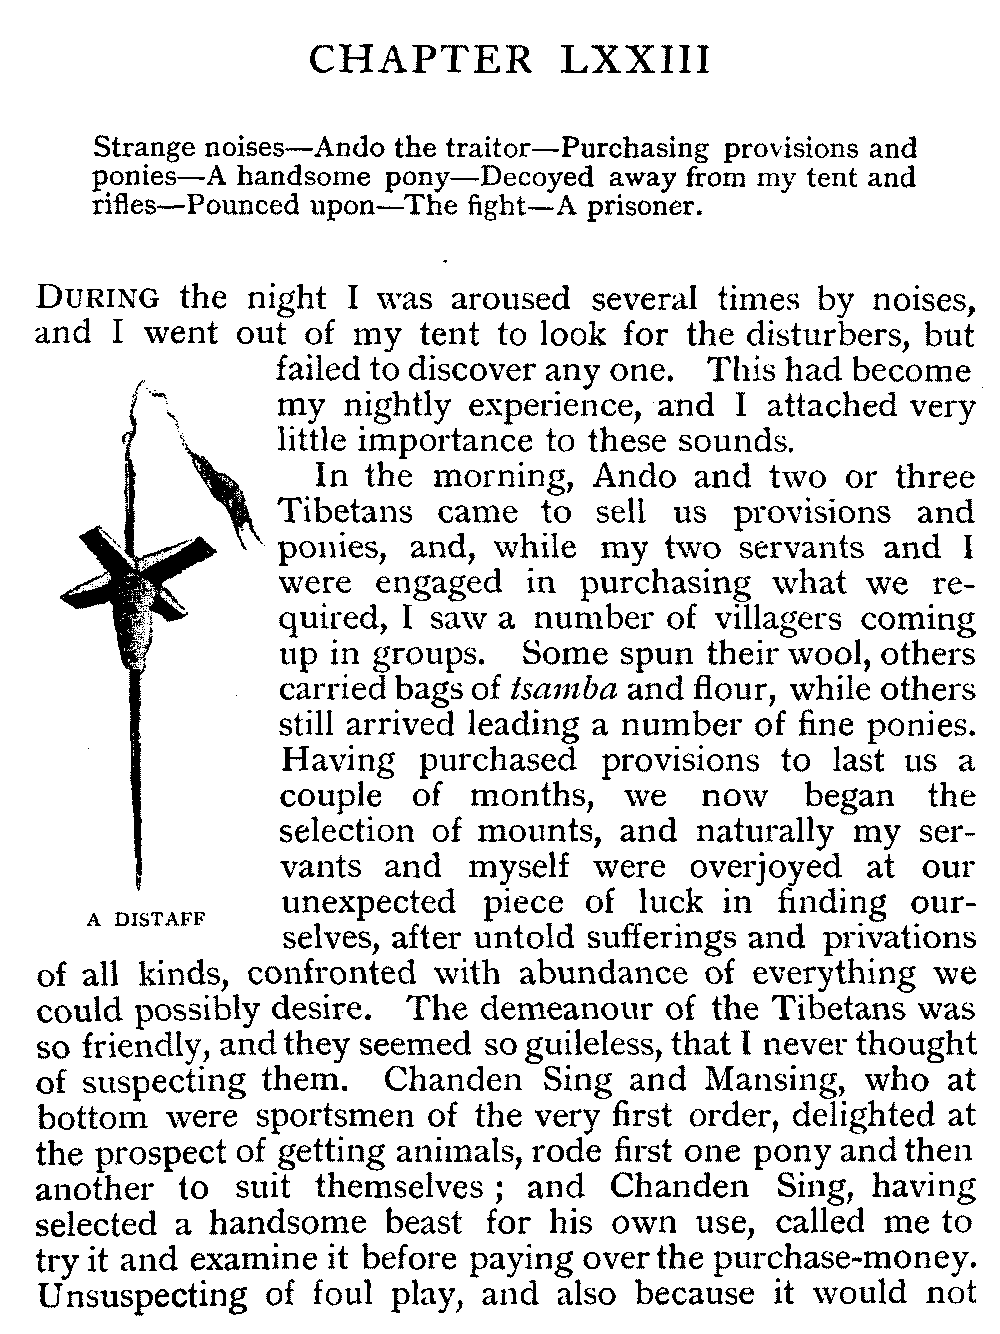 CHAPTER LXXIII
Strange noises—Ando the traitor—Purchasing provisions and
ponies—A handsome pony—Decoyed away from my tent and
rifles—Pounced upon—The fight—A prisoner.
DURING the night I was aroused several times by noises,
and I went out of my tent to look for the disturbers, but
failed to discover any one. This had become
my nightly experience, and I attached very
little importance to these sounds.
In the morning, Ando and two or three
Tibetans came to sell us provisions and
ponies, and, while my two servants and I
were engaged in purchasing what we re-
quired, I saw a number of villagers coming
up in groups. Some spun their wool, others
carried bags of tsamba and flour, while others
still arrived leading a number of fine ponies.
Having purchased provisions to last us a
couple of months, we now began the
selection of mounts, and naturally my ser-
vants and myself were overjoyed at our
unexpected piece of luck in finding our-
selves, after untold sufferings and privations
A DISTAFF
of all kinds, confronted with abundance of everything we
could possibly desire. The demeanour of the Tibetans was
so friendly, and they seemed so guileless, that I never thought
of suspecting them. Chanden Sing and Mansing, who at
bottom were sportsmen of the very first order, delighted at
the prospect of getting animals, rode first one pony and then
another to suit themselves ; and Chanden Sing, having
selected a handsome beast for his own use, called me to
try it and examine it before paying over the purchase-money.
Unsuspecting of foul play, and also because it would not